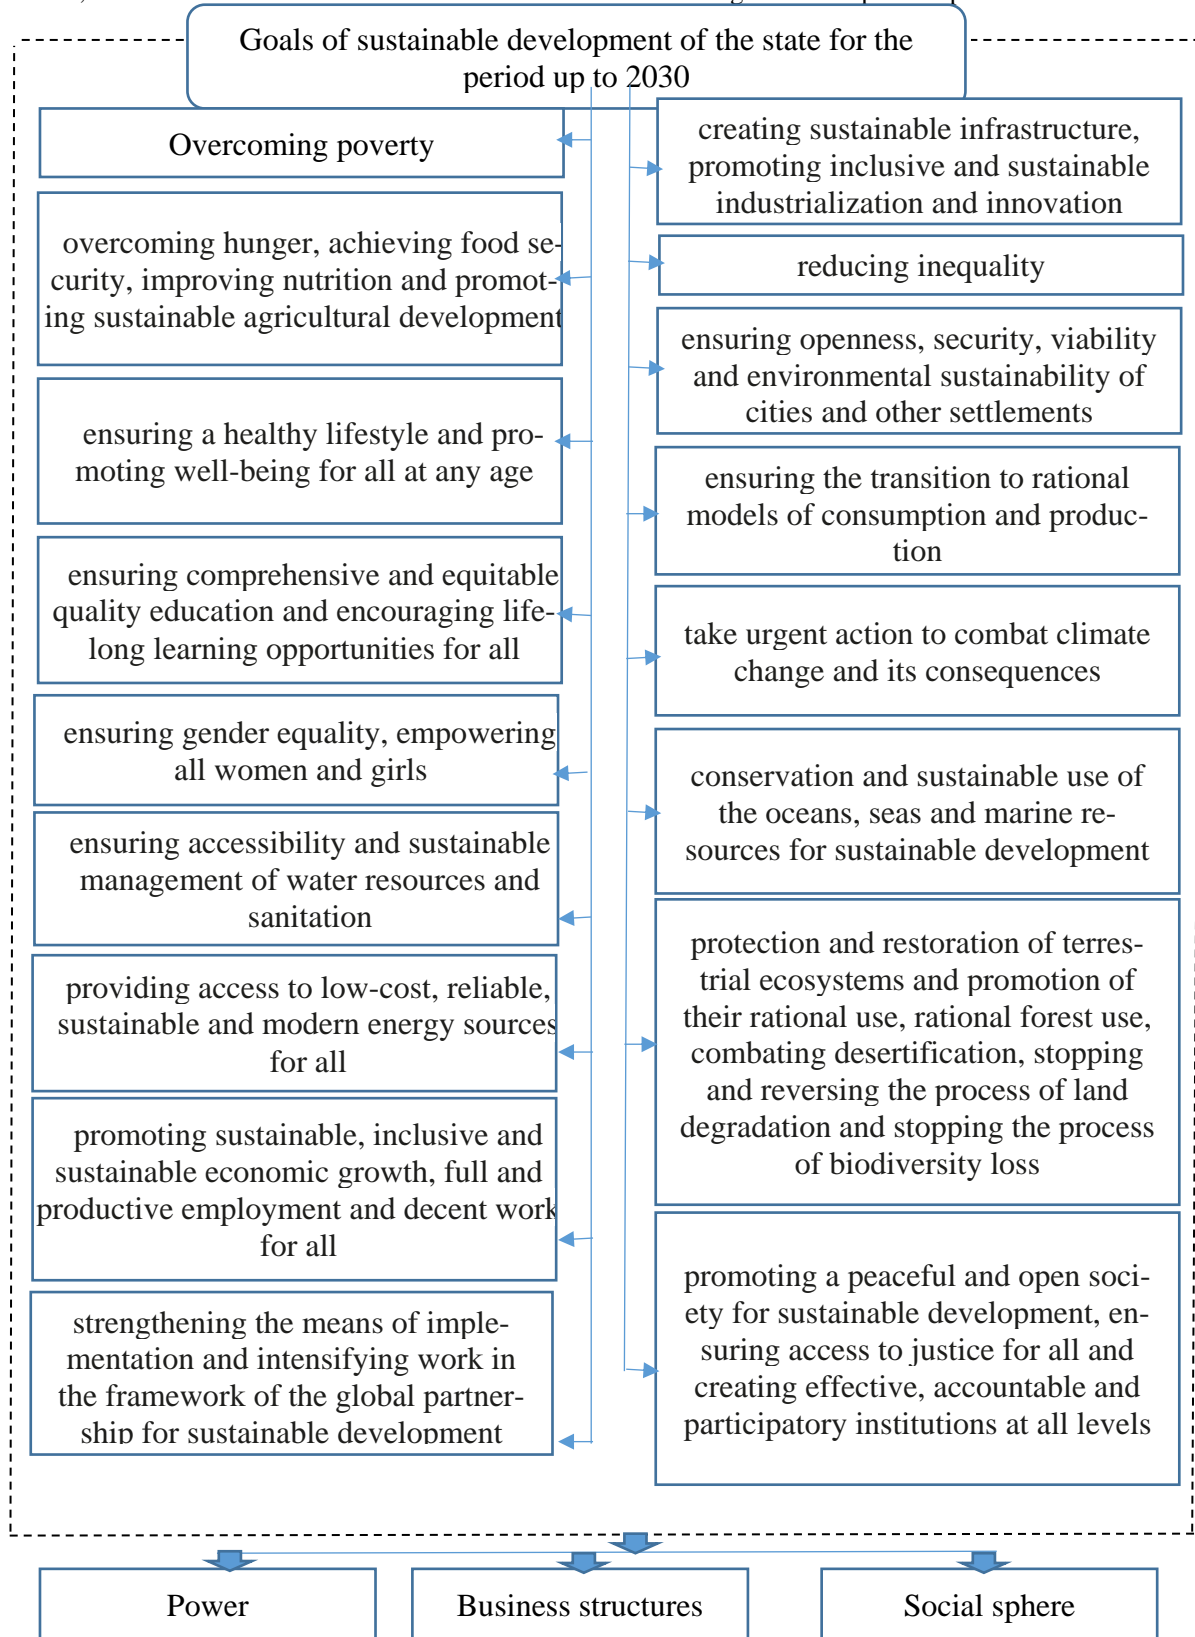 Goals of sustainable development of the state for the
period up to 2030
Overcoming poverty
overcoming hunger, achieving food se-
curity, improving nutrition and promot-
ing sustainable agricultural development
ensuring a healthy lifestyle and pro-
moting well-being for all at any age
ensuring comprehensive and equitable
quality education and encouraging life-
long learning opportunities for all
ensuring gender equality, empowering
all women and girls
ensuring accessibility and sustainable
management of water resources and
sanitation
providing access to low-cost, reliable,
sustainable and modern energy sources
for all
promoting sustainable, inclusive and
sustainable economic growth, full and
productive employment and decent work
for all
strengthening the means of imple-
mentation and intensifying work in
the framework of the global partner-
ship for sustainable development
creating sustainable infrastructure,
promoting inclusive and sustainable
industrialization and innovation
reducing inequality
ensuring openness, security, viability
and environmental sustainability of
cities and other settlements
ensuring the transition to rational
models of consumption and produc-
tion
take urgent action to combat climate
change and its consequences
conservation and sustainable use of
the oceans, seas and marine re-
sources for sustainable development
protection and restoration of terres-
trial ecosystems and promotion of
their rational use, rational forest use,
combating desertification, stopping
and reversing the process of land
degradation and stopping the process
of biodiversity loss
promoting a peaceful and open soci-
ety for sustainable development, en-
suring access to justice for all and
creating effective, accountable and
participatory institutions at all levels
Power
Business structures
Social sphere